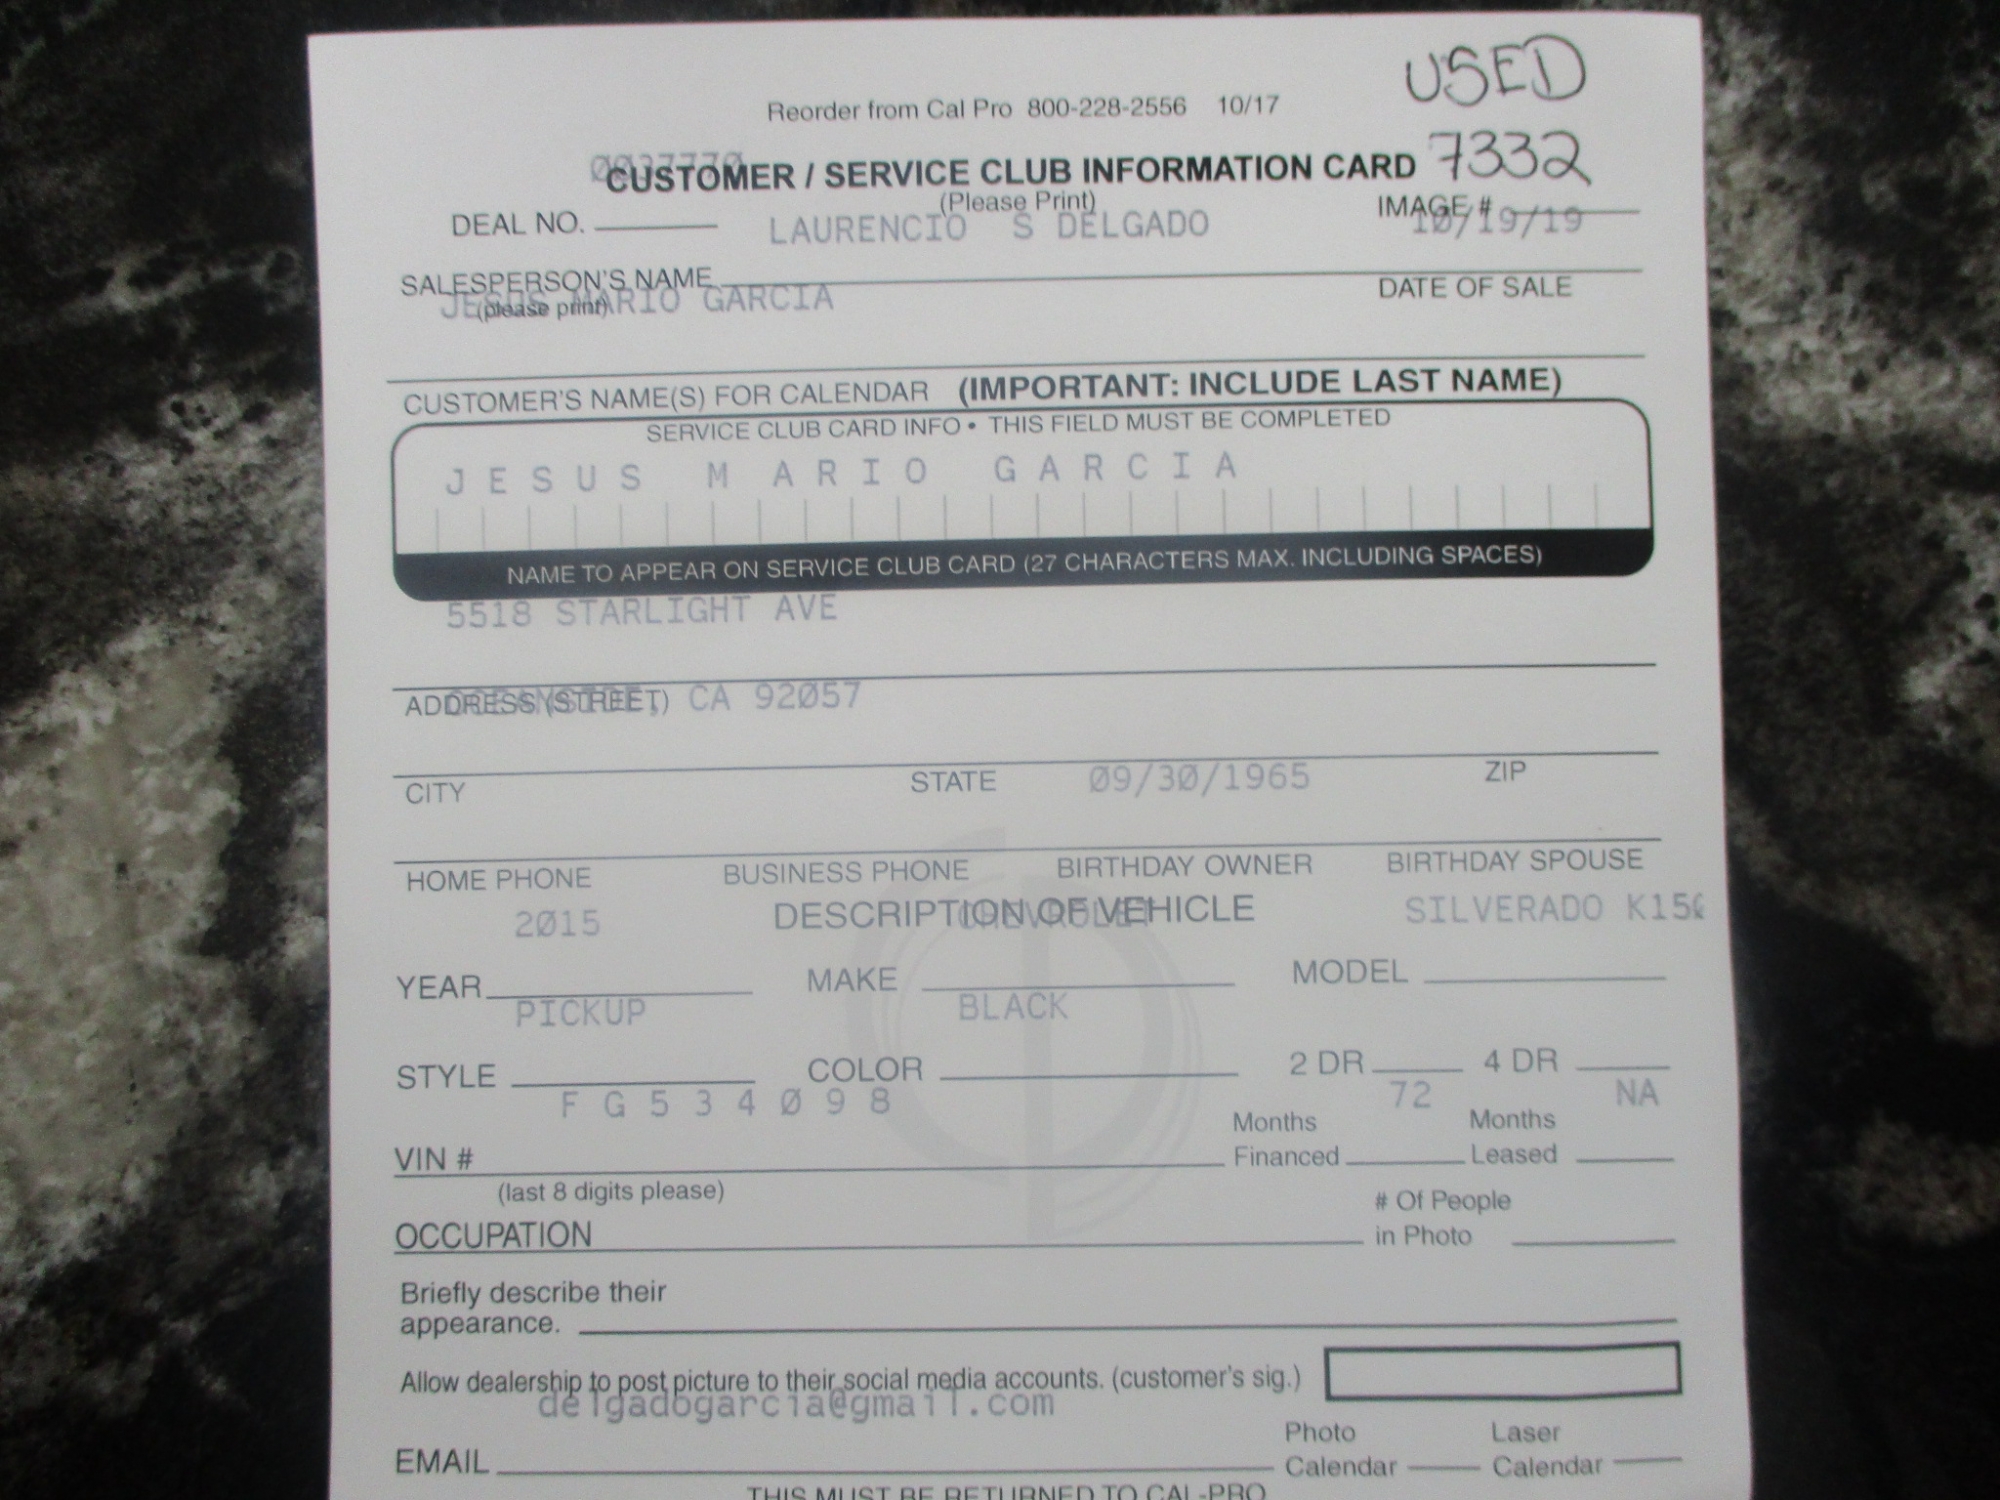 USED
Reorder from Cal Pro 800-228-2556 10/17
7332
0037770
CUSTOMER / SERVICE CLUB INFORMATION CARD
(Please Print)
DEAL NO.
LAURENCIO S DELGADO
IMAGE #
10/19/19
SALESPERSON'S NAME
(please print)
DATE OF SALE
JESUS MARIO GARCIA
CUSTOMER'S NAME(S) FOR CALENDAR (IMPORTANT: INCLUDE LAST NAME)
SERVICE CLUB CARD INFO • THIS FIELD MUST BE COMPLETED
JESUS MARIO GARCIA
NAME TO APPEAR ON SERVICE CLUB CARD (27 CHARACTERS MAX. INCLUDING SPACES)
5518 STARLIGHT AVE
ADDRESS (STREET)
OCEANSIDE, CA 92057
CITY STATE ZIP
09/30/1965
HOME PHONE BUSINESS PHONE BIRTHDAY OWNER BIRTHDAY SPOUSE
DESCRIPTION OF VEHICLE
2015 CHEVROLET SILVERADO K150
YEAR MAKE MODEL
PICKUP BLACK
STYLE COLOR 2 DR 4 DR
FG534098 72 NA
VIN # Months Financed Months Leased
(last 8 digits please)
OCCUPATION # Of People in Photo
Briefly describe their
appearance.
Allow dealership to post picture to their social media accounts. (customer's sig.)
delgadogarcia@gmail.com
EMAIL Photo Calendar Laser Calendar
THIS MUST BE RETURNED TO CAL-PRO